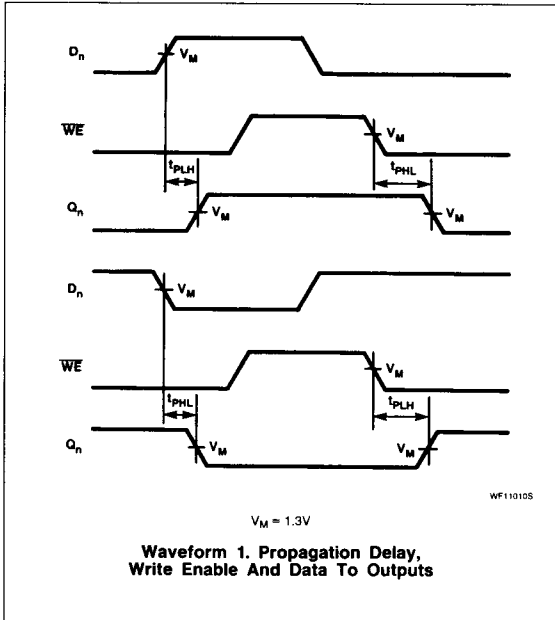 Dn
VM
WE
VM
tPLH
tPHL
Qn
VM
VM
Dn
VM
WE
VM
tPHL
tPLH
Qn
VM
VM
WF11010S
VM = 1.3V
Waveform 1. Propagation Delay,
Write Enable And Data To Outputs